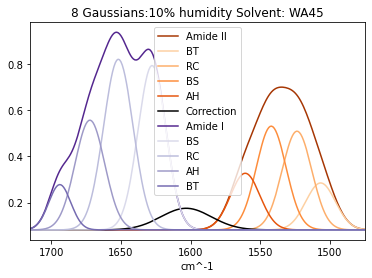 8 Gaussians:10% humidity Solvent: WA45
0.8
0.6
0.4
0.2
Amide II
BT
RC
BS
AH
Correction
Amide I
BS
RC
AH
BT
1700 1650 1600 1550 1500
cm^-1